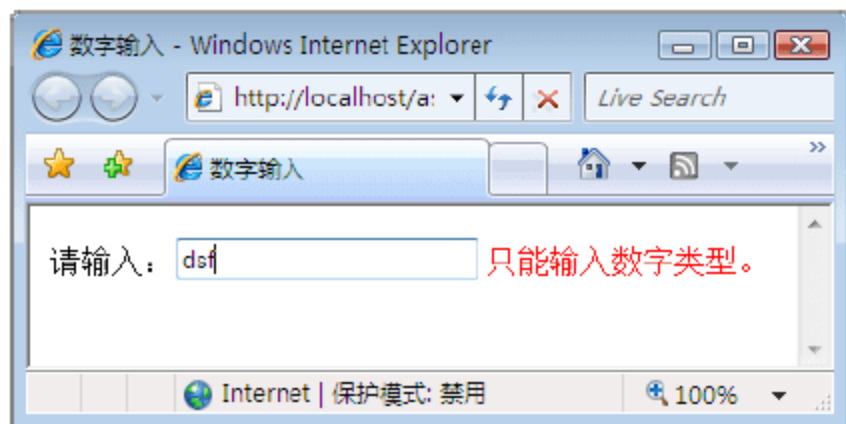 数字输入 - Windows Internet Explorer
http://localhost/a: Live Search
数字输入
请输入： dsf 只能输入数字类型。
Internet | 保护模式: 禁用 100%